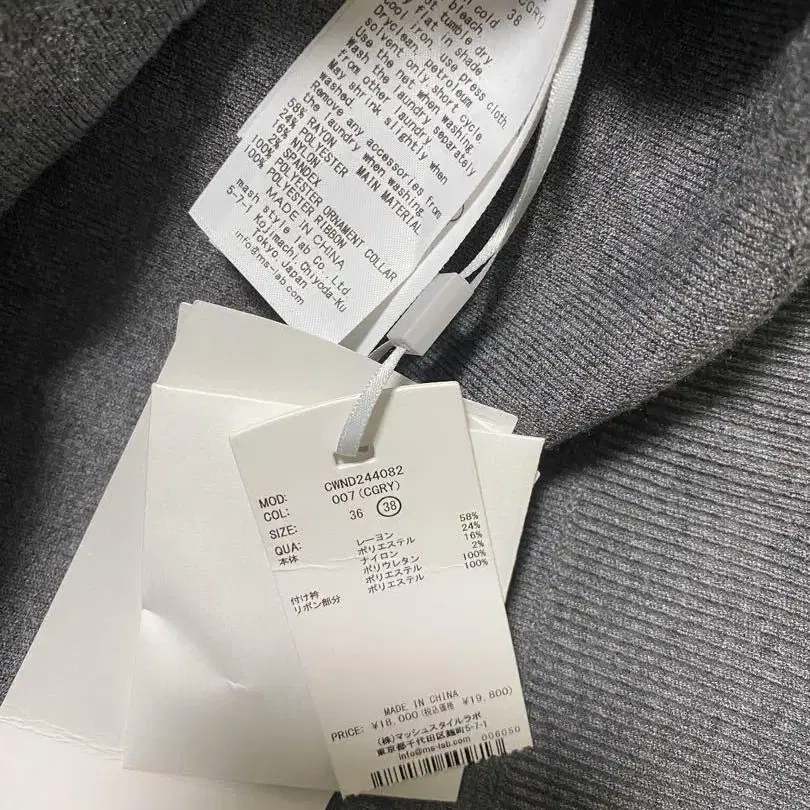 CGRY)
38
n cold
bleach.
ot tumble dry.
y flat in shade.
Cool iron, use press cloth.
Dryclean, petroleum
solvent only short cycle.
Use the net when washing.
Wash the laundry separately
from other laundry.
May shrink slightly when
washed.
Remove any accessories from
the laundry when washing.
58% RAYON MAIN MATERIAL
24% POLYESTER
16% NYLON
2% SPANDEX
100% POLYESTER ORNAMENT COLLAR
100% POLYESTER RIBBON
MADE IN CHINA
mash style lab Co., Ltd
5-7-1 Kojimachi, Chiyoda-Ku
Tokyo, Japan
info@ms-lab.com
MOD: CWND244082
COL: 007(CGRY)
SIZE: 36 38
QUA:
本体 レーヨン 58%
ポリエステル 24%
ナイロン 16%
ポリウレタン 2%
付け衿 ポリエステル 100%
リボン部分 ポリエステル 100%
MADE IN CHINA
PRICE: ¥18,000(税込価格 ¥19,800)
(株)マッシュスタイルラボ
東京都千代田区麹町5-7-1
info@ms-lab.com 006050